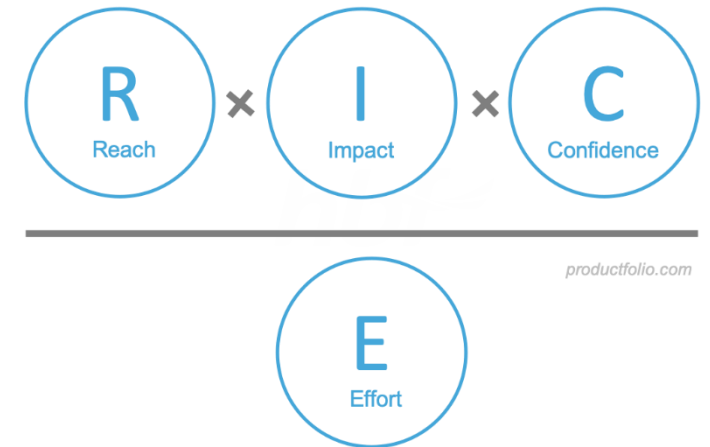 R × I × C
Reach Impact Confidence
productfolio.com
E
Effort